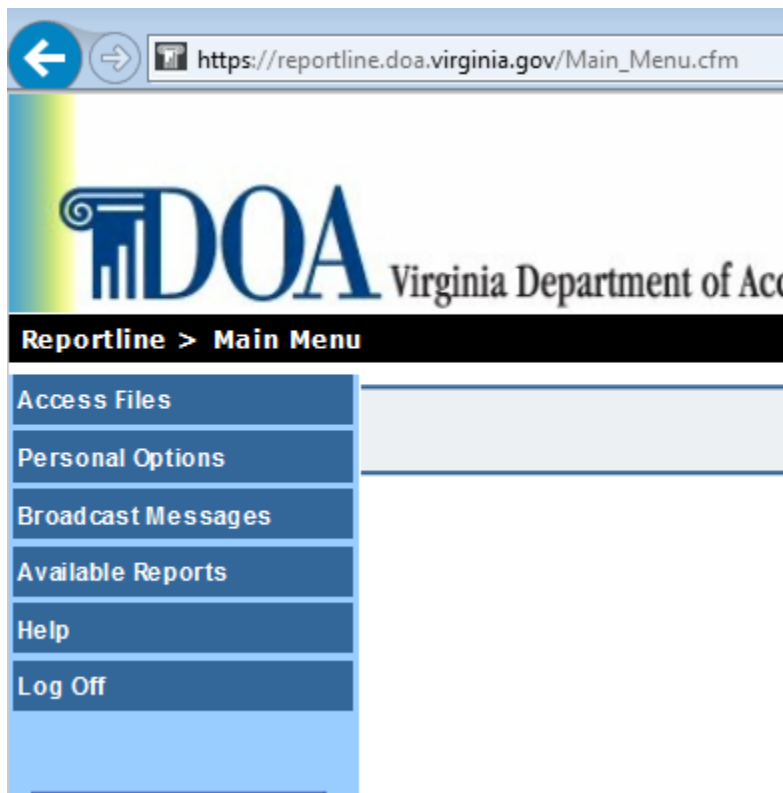 https://reportline.doa.virginia.gov/Main_Menu.cfm
DOA Virginia Department of Acc
Reportline > Main Menu
Access Files
Personal Options
Broadcast Messages
Available Reports
Help
Log Off